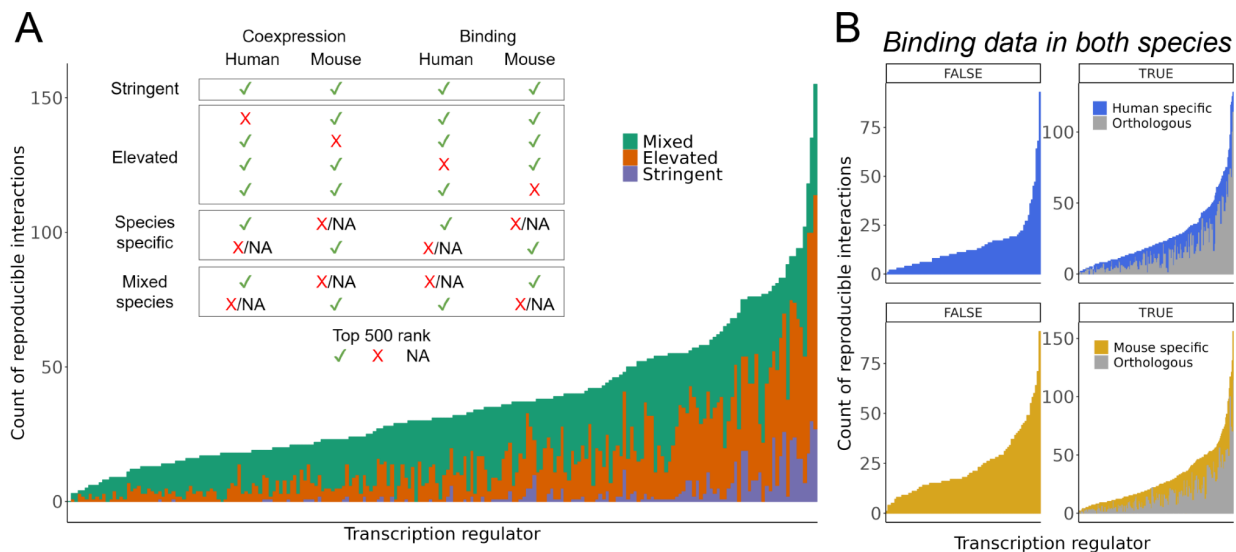 A
Coexpression Binding
Human Mouse Human Mouse
Stringent ✓ ✓ ✓ ✓
Elevated
X ✓ ✓ ✓
✓ X ✓ ✓
✓ ✓ X ✓
✓ ✓ ✓ X
Species
specific
✓ X/NA ✓ X/NA
X/NA ✓ X/NA ✓
Mixed
species
✓ X/NA X/NA ✓
X/NA ✓ ✓ X/NA
Top 500 rank
✓ X NA
Mixed
Elevated
Stringent
Count of reproducible interactions
150
100
50
0
Transcription regulator
B
Binding data in both species
FALSE
TRUE
Human specific
Orthologous
75
50
25
0
100
50
0
FALSE
TRUE
Mouse specific
Orthologous
75
50
25
0
150
100
50
0
Count of reproducible interactions
Transcription regulator